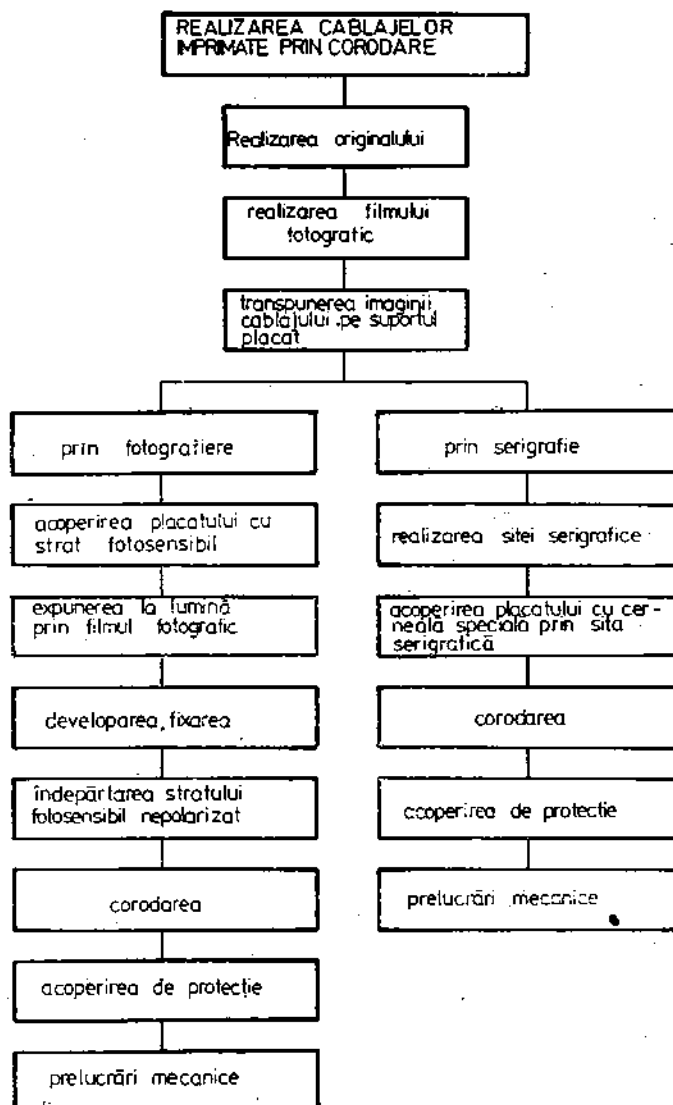 REALIZAREA CABLAJELOR
IMPRIMATE PRIN CORODARE
Realizarea originalului
realizarea filmului
fotografic
transpunerea imaginii
cablajului pe suportul
placat
prin fotografiere
acoperirea placatului cu
strat fotosensibil
expunerea la lumină
prin filmul fotografic
developarea, fixarea
îndepărtarea stratului
fotosensibil nepolarizat
corodarea
acoperirea de protecție
prelucrări mecanice
prin serigrafie
realizarea sitei serigrafice
acoperirea placatului cu cer-
neală specială prin sita
serigrafică
corodarea
acoperirea de protectie
prelucrări mecanice